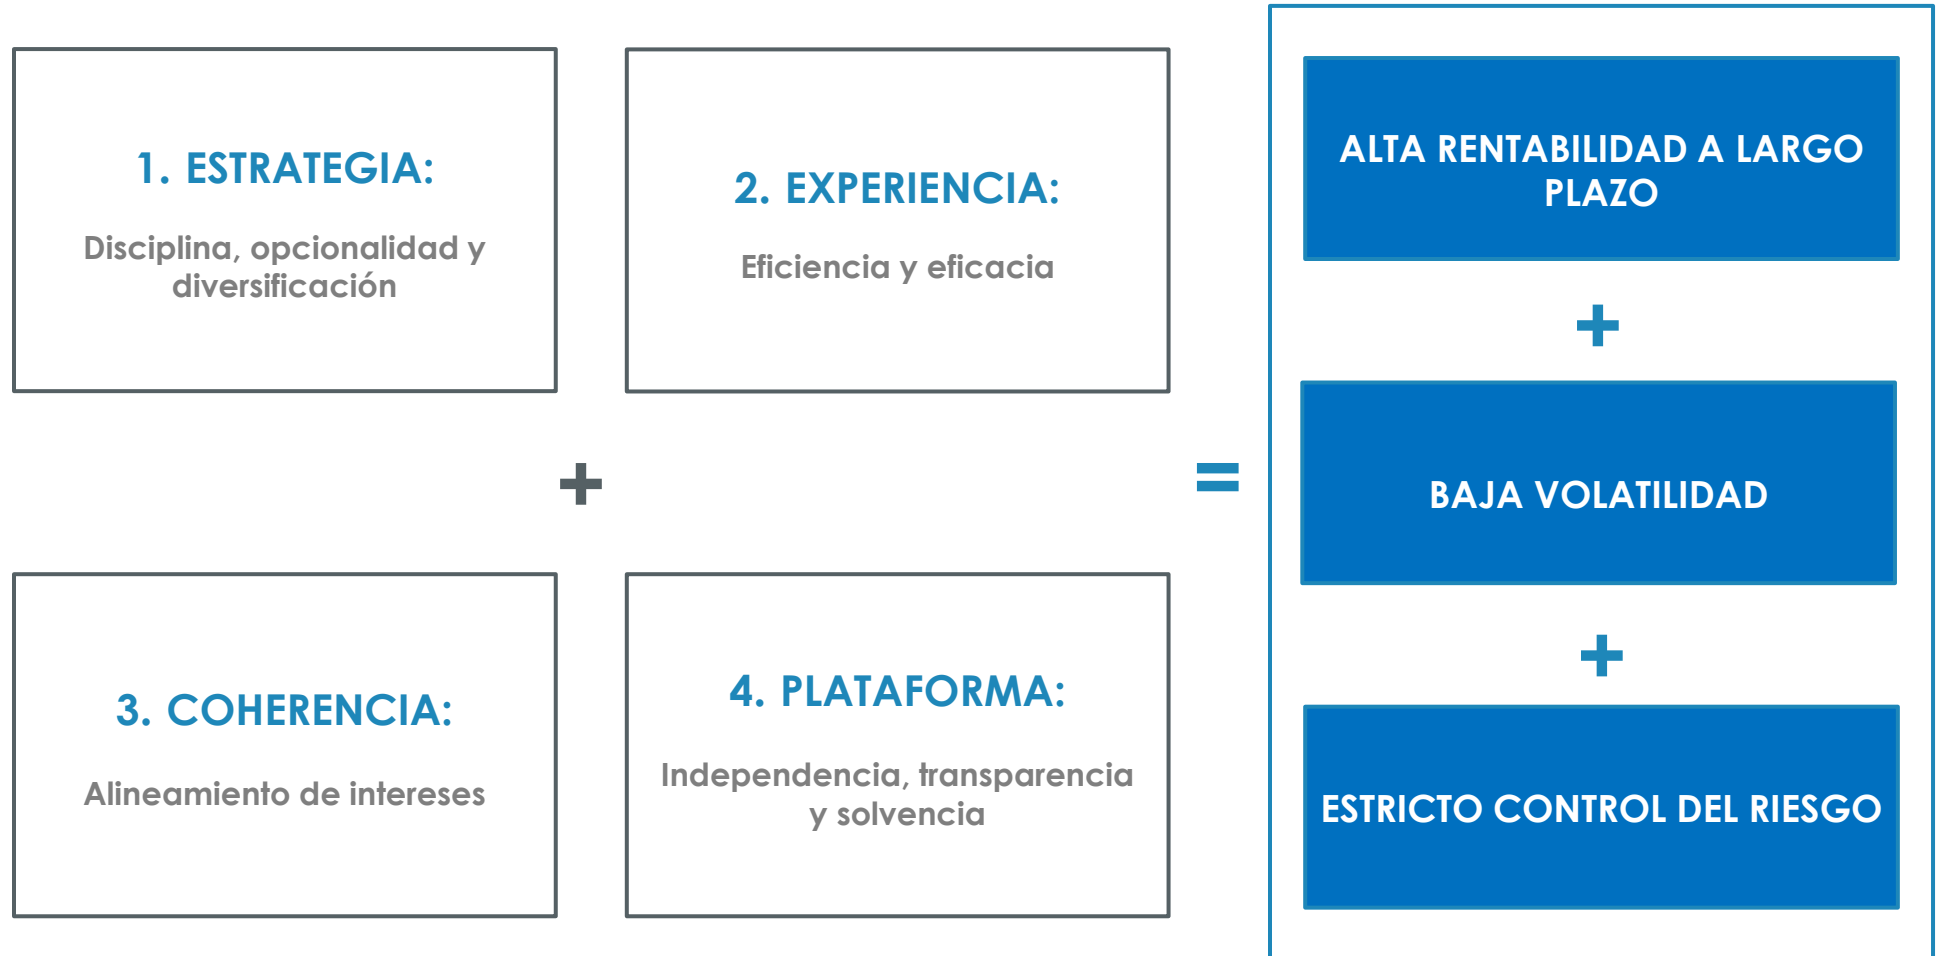 1. ESTRATEGIA:
Disciplina, opcionalidad y
diversificación
2. EXPERIENCIA:
Eficiencia y eficacia
+
3. COHERENCIA:
Alineamiento de intereses
4. PLATAFORMA:
Independencia, transparencia
y solvencia
=
ALTA RENTABILIDAD A LARGO
PLAZO
+
BAJA VOLATILIDAD
+
ESTRICTO CONTROL DEL RIESGO